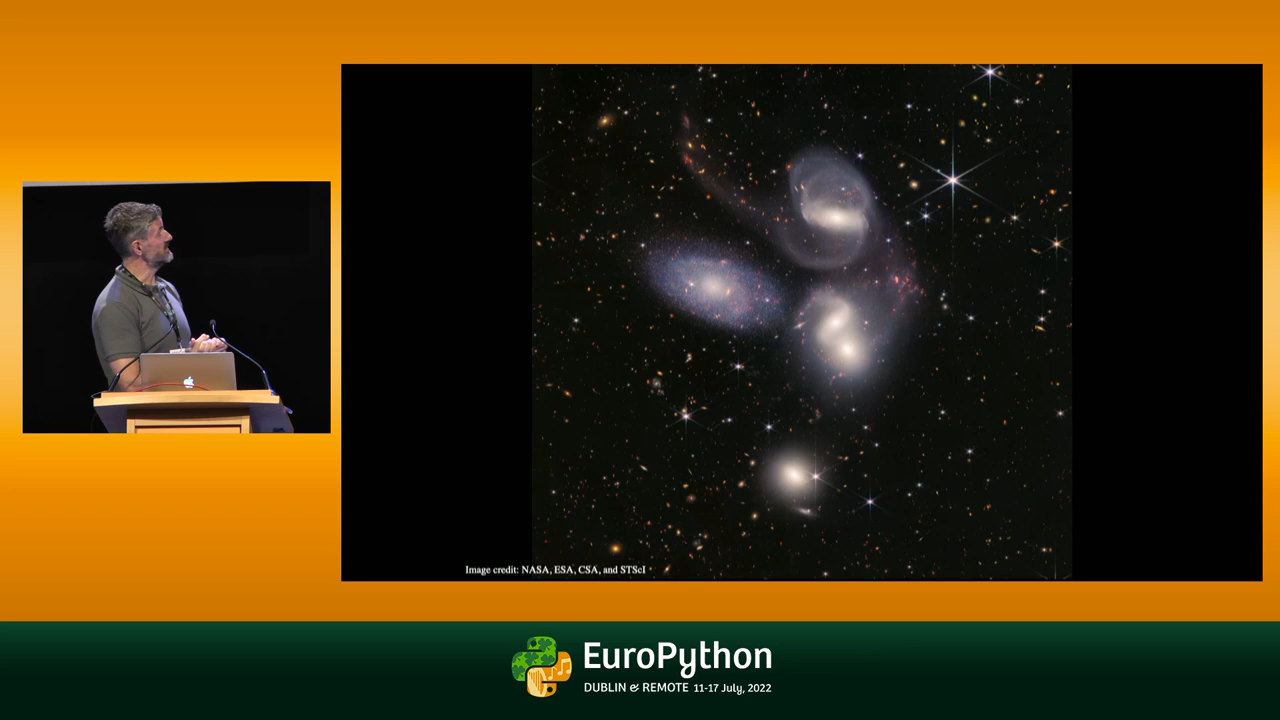 Image credit: NASA, ESA, CSA, and STScI
EuroPython
DUBLIN & REMOTE 11-17 July, 2022